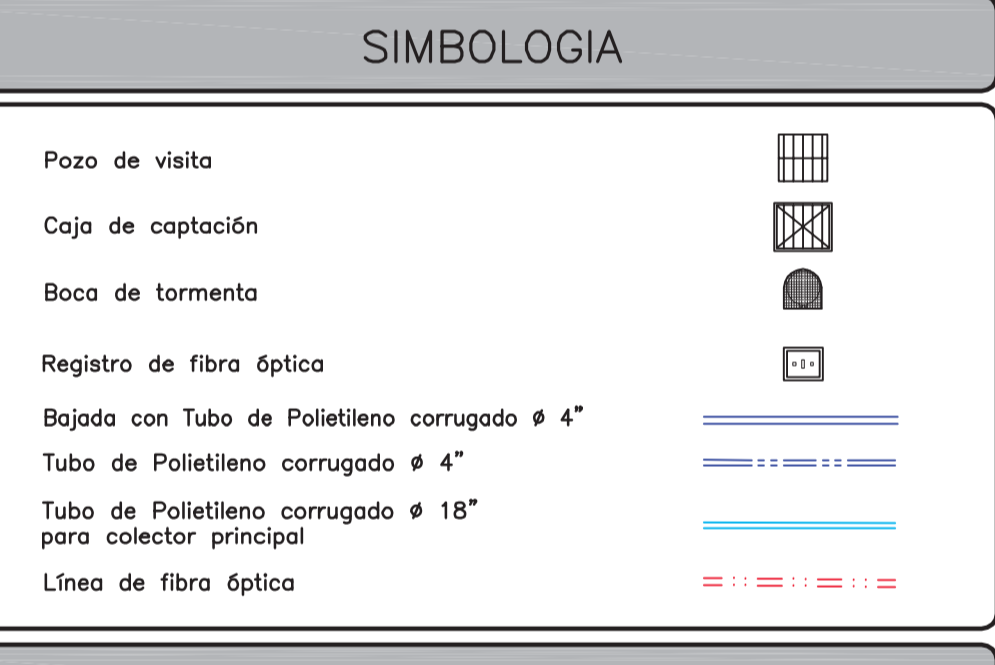 SIMBOLOGIA
Pozo de visita
Caja de captación
Boca de tormenta
Registro de fibra óptica
Bajada con Tubo de Polietileno corrugado ø 4"
Tubo de Polietileno corrugado ø 4"
Tubo de Polietileno corrugado ø 18"
para colector principal
Línea de fibra óptica